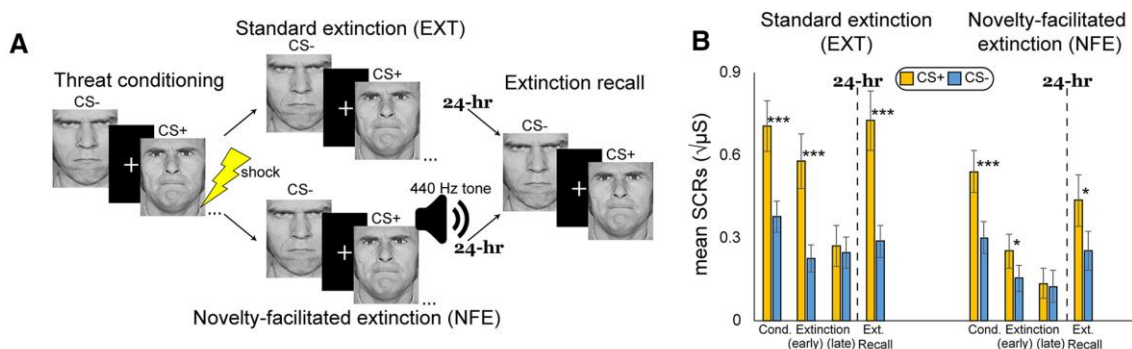 A
Standard extinction (EXT)
CS-
CS+
...
Threat conditioning
CS-
CS+
shock
...
24-hr
Extinction recall
CS-
CS+
CS-
CS+
440 Hz tone
24-hr
...
Novelty-facilitated extinction (NFE)
B
Standard extinction
(EXT)
Novelty-facilitated
extinction (NFE)
24-hr
CS+ CS-
24-hr
mean SCRs (√µS)
0.9
0.6
0.3
0
***
***
***
***
*
*
Cond. Extinction Ext.
(early) (late) Recall
Cond. Extinction Ext.
(early) (late) Recall